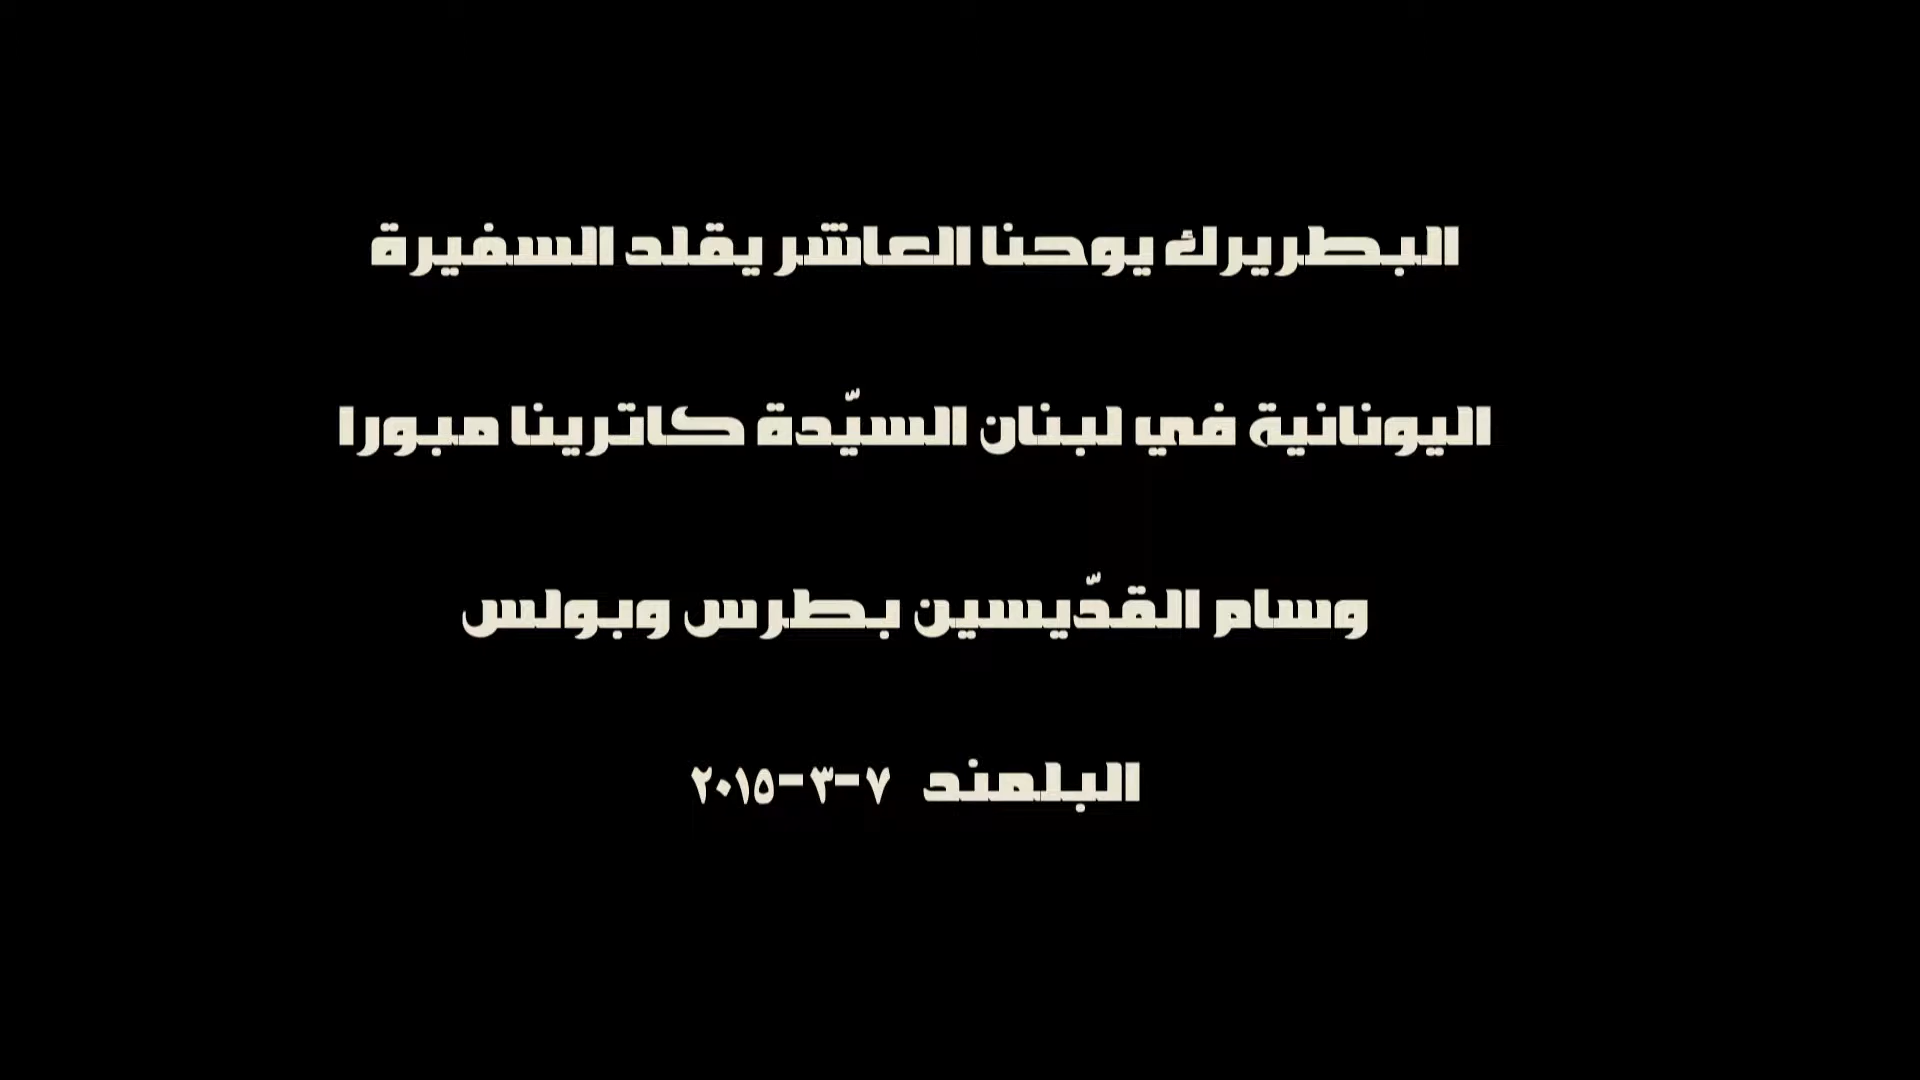 البطريرك يوحنا العاشر يقلد السفيرة
اليونانية في لبنان السيّدة كاترينا مبورا
وسام القدّيسين بطرس وبولس
البلمند ٧-٣-٢٠١٥